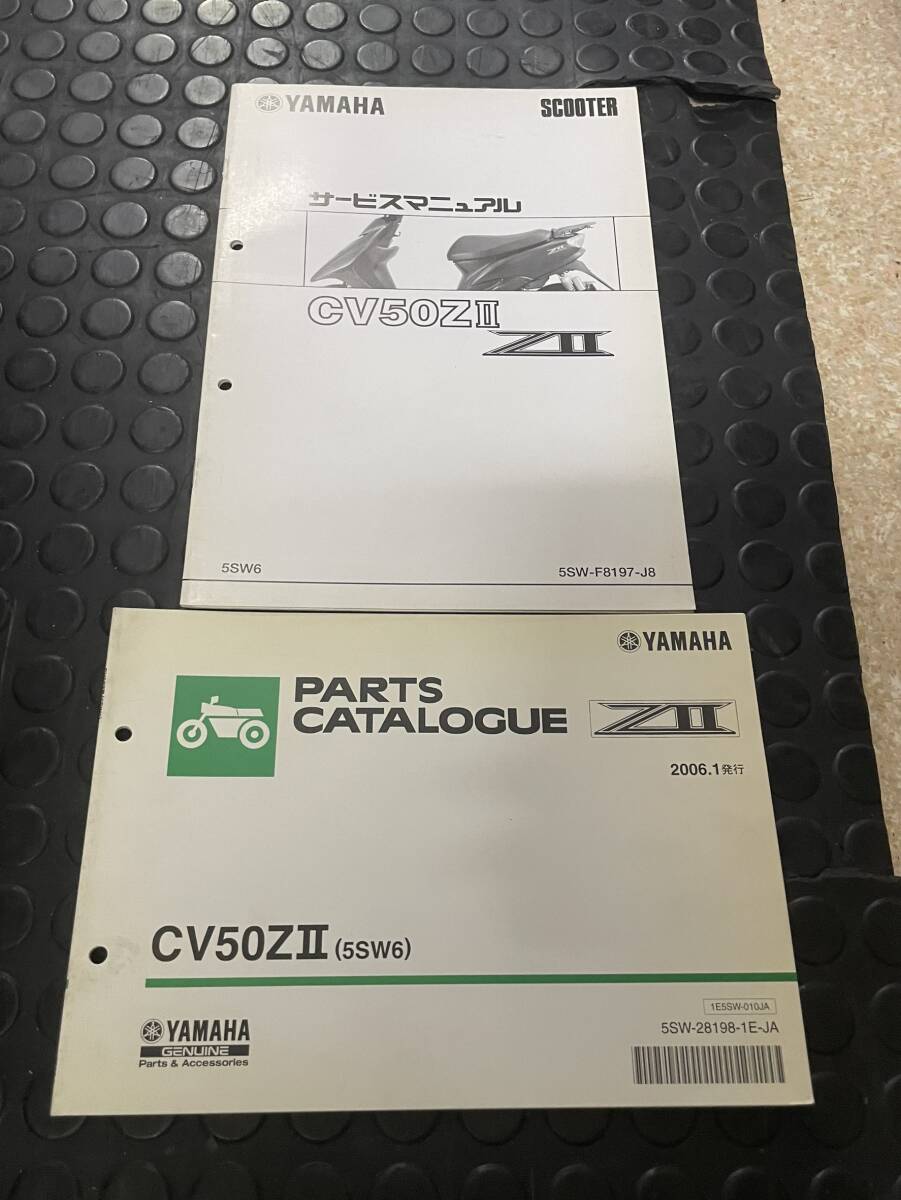 YAMAHA
SCOOTER
サービスマニュアル
ZII
CV50ZII
ZII
5SW6
5SW-F8197-J8
YAMAHA
PARTS
CATALOGUE
ZII
2006.1発行
CV50ZII (5SW6)
1E5SW-010JA
5SW-28198-1E-JA
YAMAHA
GENUINE
Parts & Accessories